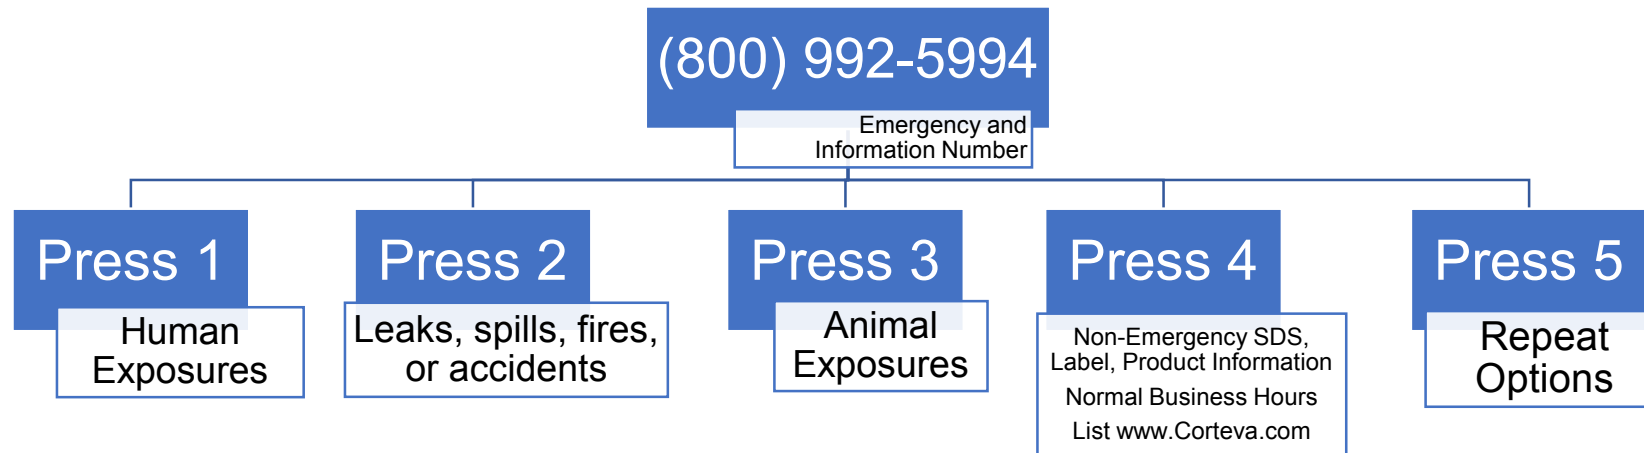 (800) 992-5994
Emergency and
Information Number
Press 1
Human
Exposures
Press 2
Leaks, spills, fires,
or accidents
Press 3
Animal
Exposures
Press 4
Non-Emergency SDS,
Label, Product Information
Normal Business Hours
List www.Corteva.com
Press 5
Repeat
Options